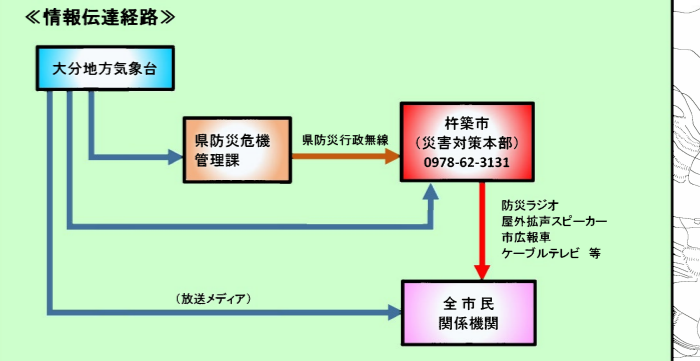 ≪情報伝達経路≫
大分地方気象台
県防災危機
管理課
県防災行政無線
杵築市
（災害対策本部）
0978-62-3131
防災ラジオ
屋外拡声スピーカー
市広報車
ケーブルテレビ 等
（放送メディア）
全市民
関係機関